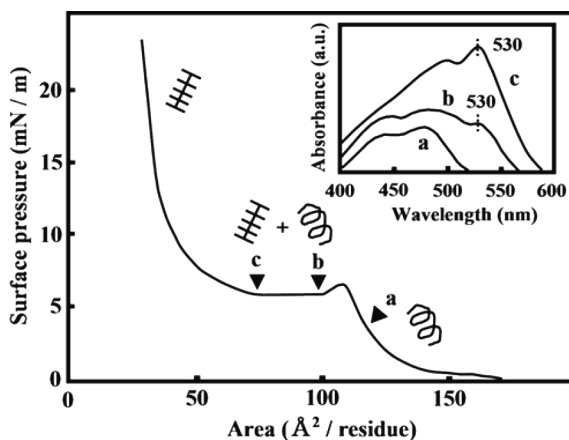 Surface pressure (mN / m)
20
15
10
5
0
0
50
100
150
Area (Å² / residue)
c
b
a
+
Absorbance (a.u.)
530
530
c
b
a
400
450
500
550
600
Wavelength (nm)